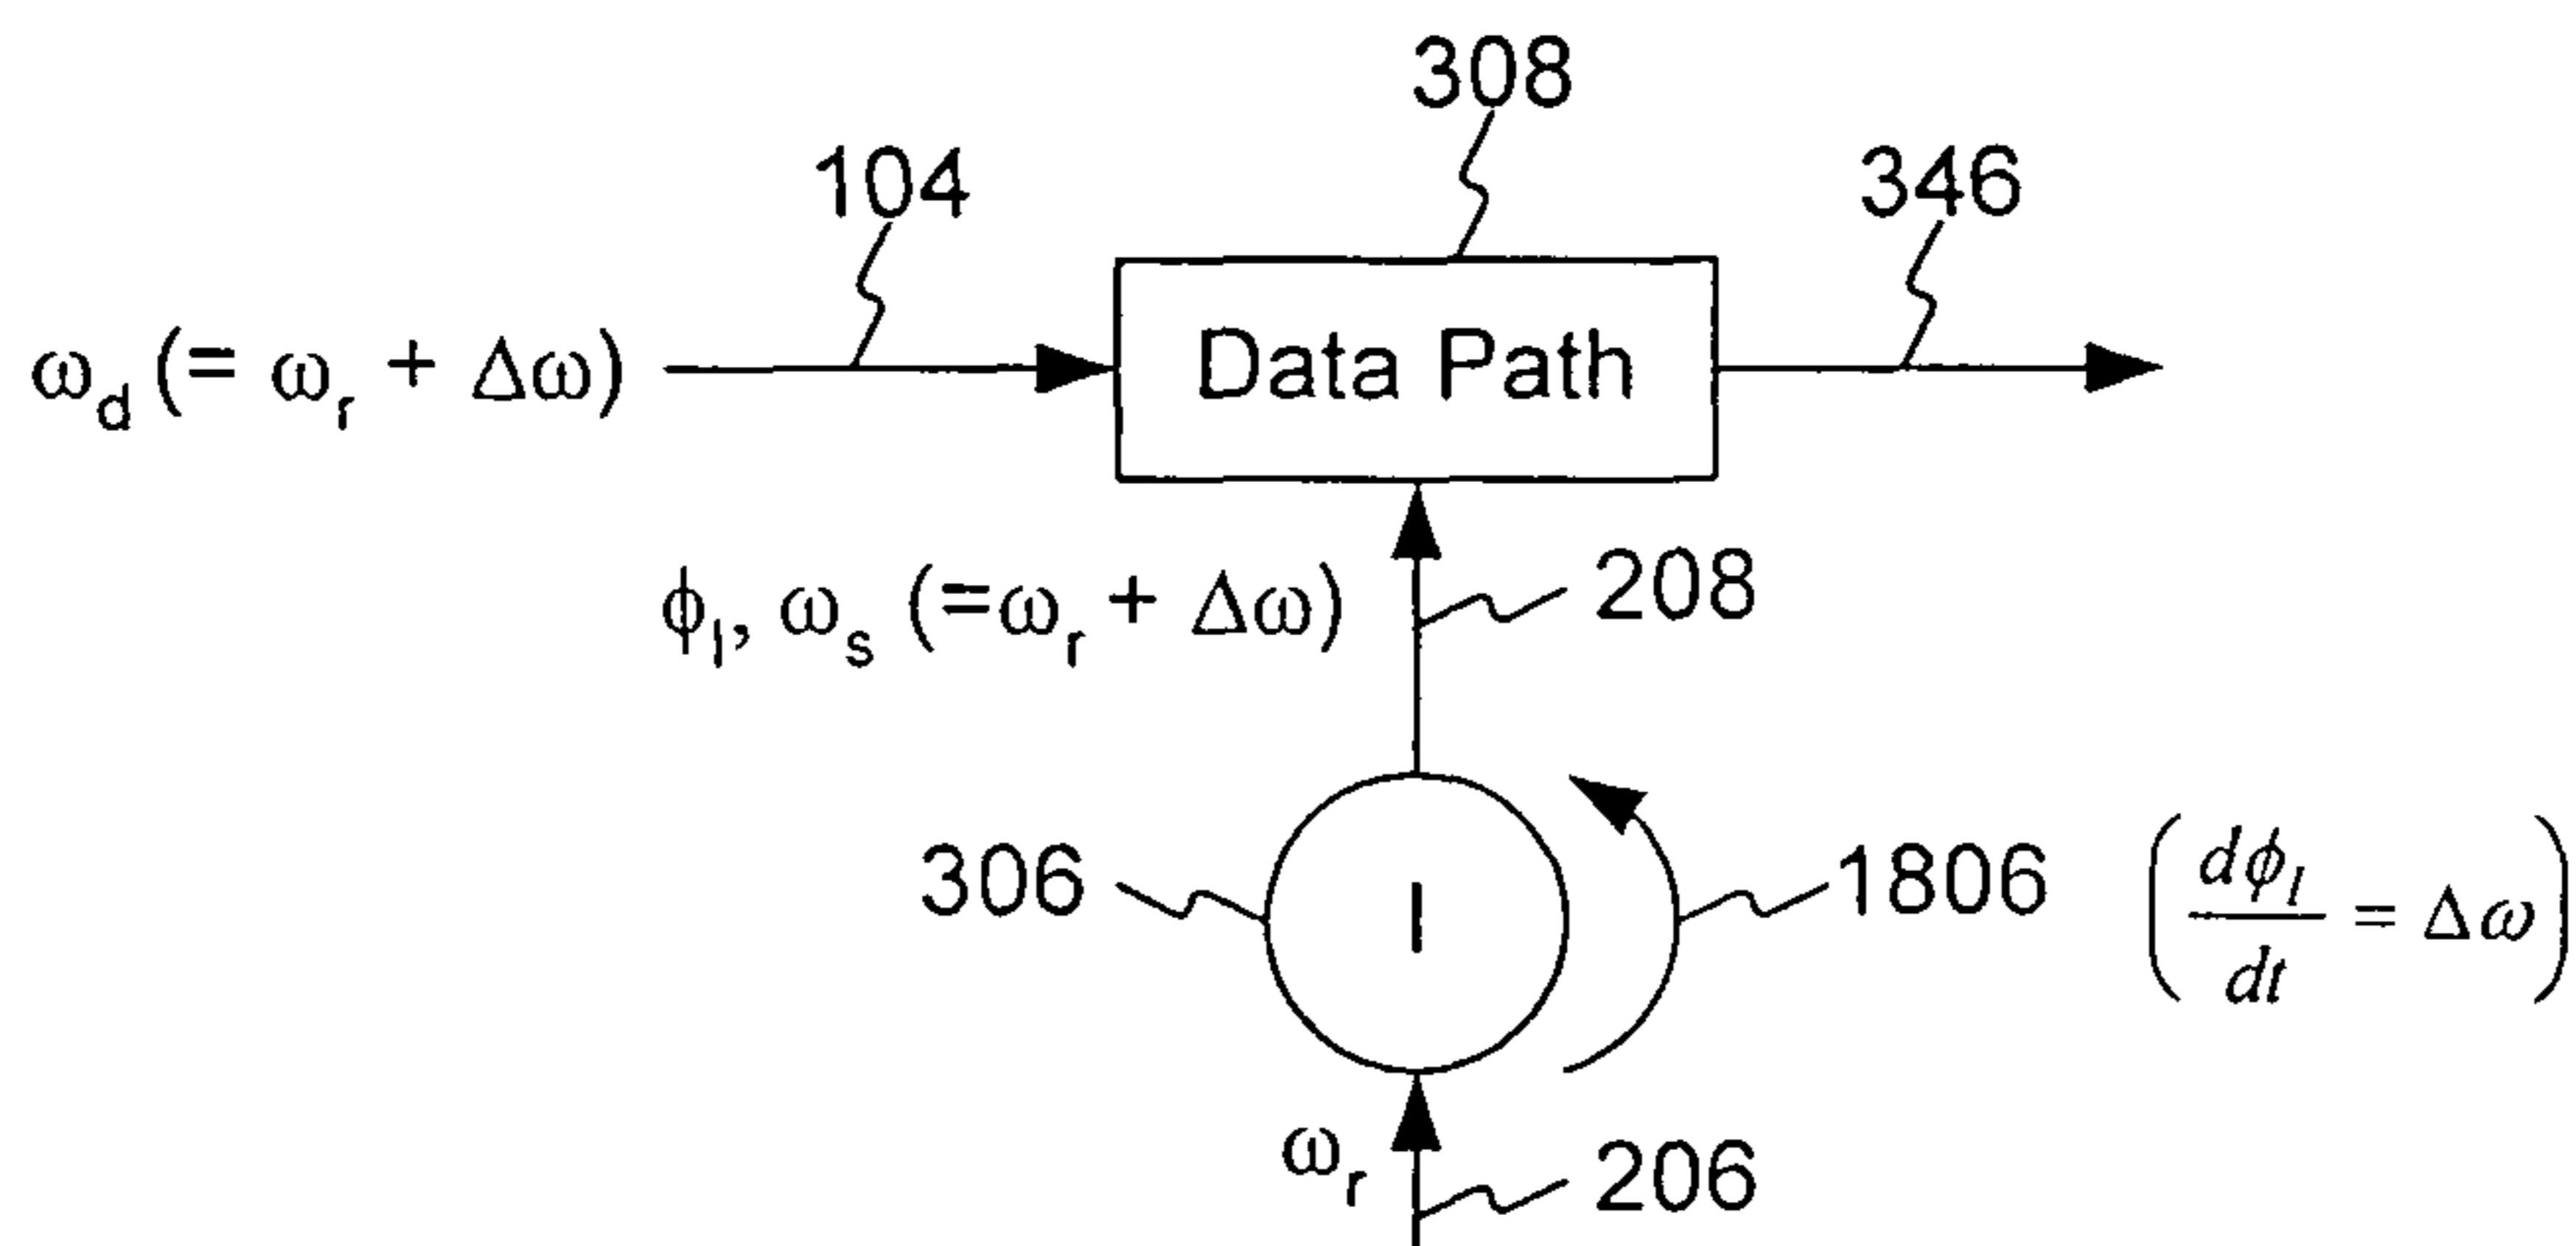 308
104
346
ω_d (= ω_r + Δω)
Data Path
208
ϕ_I, ω_s (=ω_r + Δω)
306
I
1806
(dϕ_I/dt = Δω)
ω_r
206